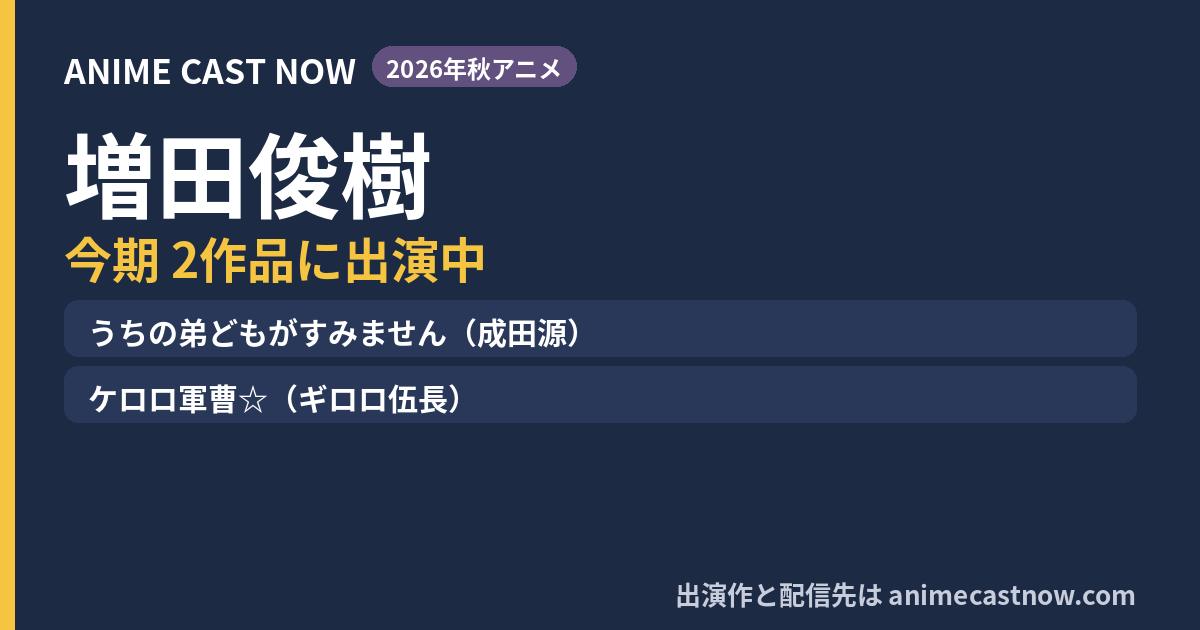 ANIME CAST NOW 2026年秋アニメ
増田俊樹
今期 2作品に出演中
うちの弟どもがすみません（成田源）
ケロロ軍曹☆（ギロロ伍長）
出演作と配信先は animecastnow.com